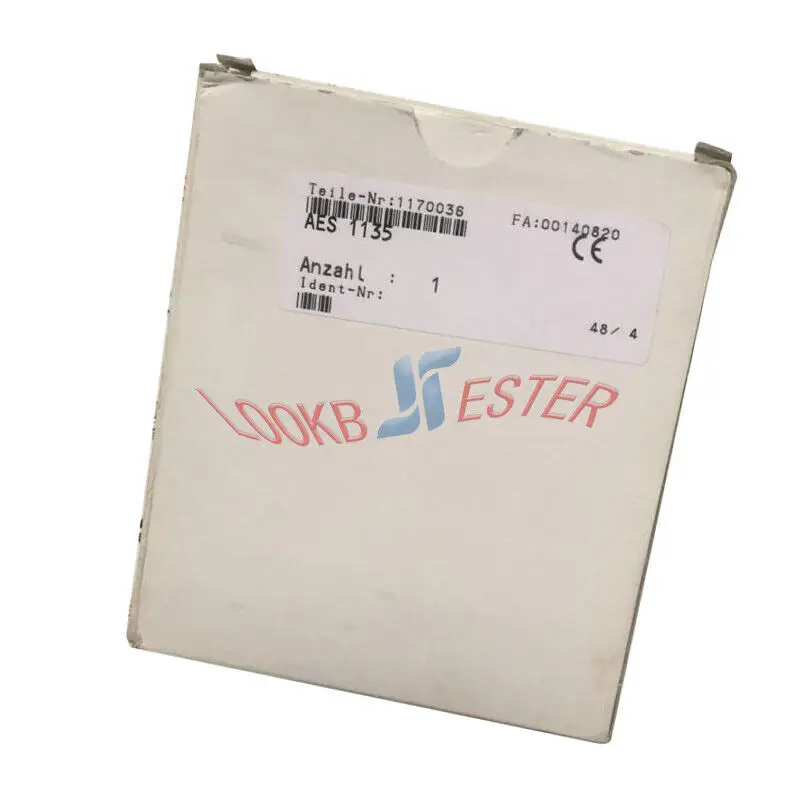 Teile-Nr:1170036 FA:00140820
AES 1135
CE
Anzahl : 1
Ident-Nr:
48/ 4
LOOKB ESTER